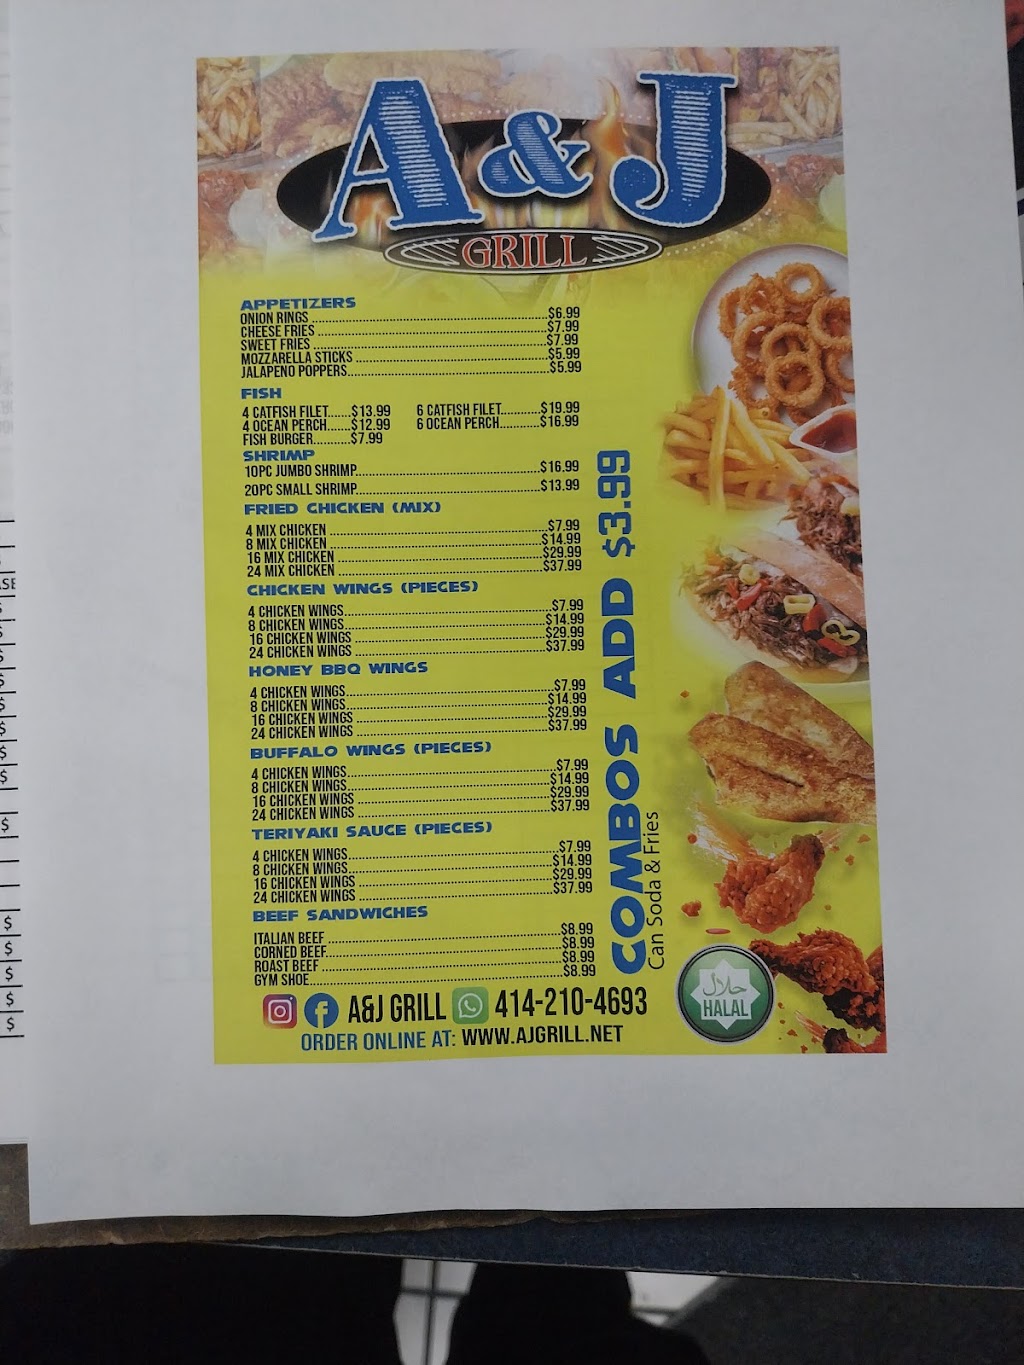 A&J
GRILL
APPETIZERS
ONION RINGS ........ $6.99
CHEESE FRIES ........ $7.99
SWEET FRIES ........ $7.99
MOZZARELLA STICKS ........ $5.99
JALAPENO POPPERS ........ $5.99
FISH
4 CATFISH FILET.......$13.99 6 CATFISH FILET...........$19.99
4 OCEAN PERCH......$12.99 6 OCEAN PERCH...........$16.99
FISH BURGER..........$7.99
SHRIMP
10PC JUMBO SHRIMP........ $16.99
20PC SMALL SHRIMP........ $13.99
FRIED CHICKEN (MIX)
4 MIX CHICKEN ........ $7.99
8 MIX CHICKEN ........ $14.99
16 MIX CHICKEN ........ $29.99
24 MIX CHICKEN ........ $37.99
CHICKEN WINGS (PIECES)
4 CHICKEN WINGS........ $7.99
8 CHICKEN WINGS........ $14.99
16 CHICKEN WINGS ........ $29.99
24 CHICKEN WINGS ........ $37.99
HONEY BBQ WINGS
4 CHICKEN WINGS........ $7.99
8 CHICKEN WINGS........ $14.99
16 CHICKEN WINGS ........ $29.99
24 CHICKEN WINGS ........ $37.99
BUFFALO WINGS (PIECES)
4 CHICKEN WINGS........ $7.99
8 CHICKEN WINGS........ $14.99
16 CHICKEN WINGS ........ $29.99
24 CHICKEN WINGS ........ $37.99
TERIYAKI SAUCE (PIECES)
4 CHICKEN WINGS........ $7.99
8 CHICKEN WINGS........ $14.99
16 CHICKEN WINGS ........ $29.99
24 CHICKEN WINGS ........ $37.99
BEEF SANDWICHES
ITALIAN BEEF ........ $8.99
CORNED BEEF........ $8.99
ROAST BEEF ........ $8.99
GYM SHOE........ $8.99
COMBOS ADD $3.99
Can Soda & Fries
حلال
HALAL
A&J GRILL 414-210-4693
ORDER ONLINE AT: WWW.AJGRILL.NET
$
$
$
$
$
$